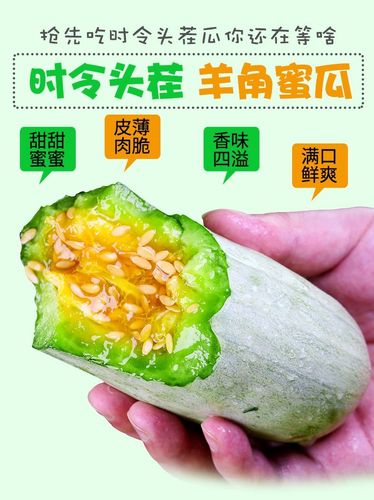 抢先吃时令头茬瓜你还在等啥
时令头茬 羊角蜜瓜
甜甜
蜜蜜
皮薄
肉脆
香味
四溢
满口
鲜爽